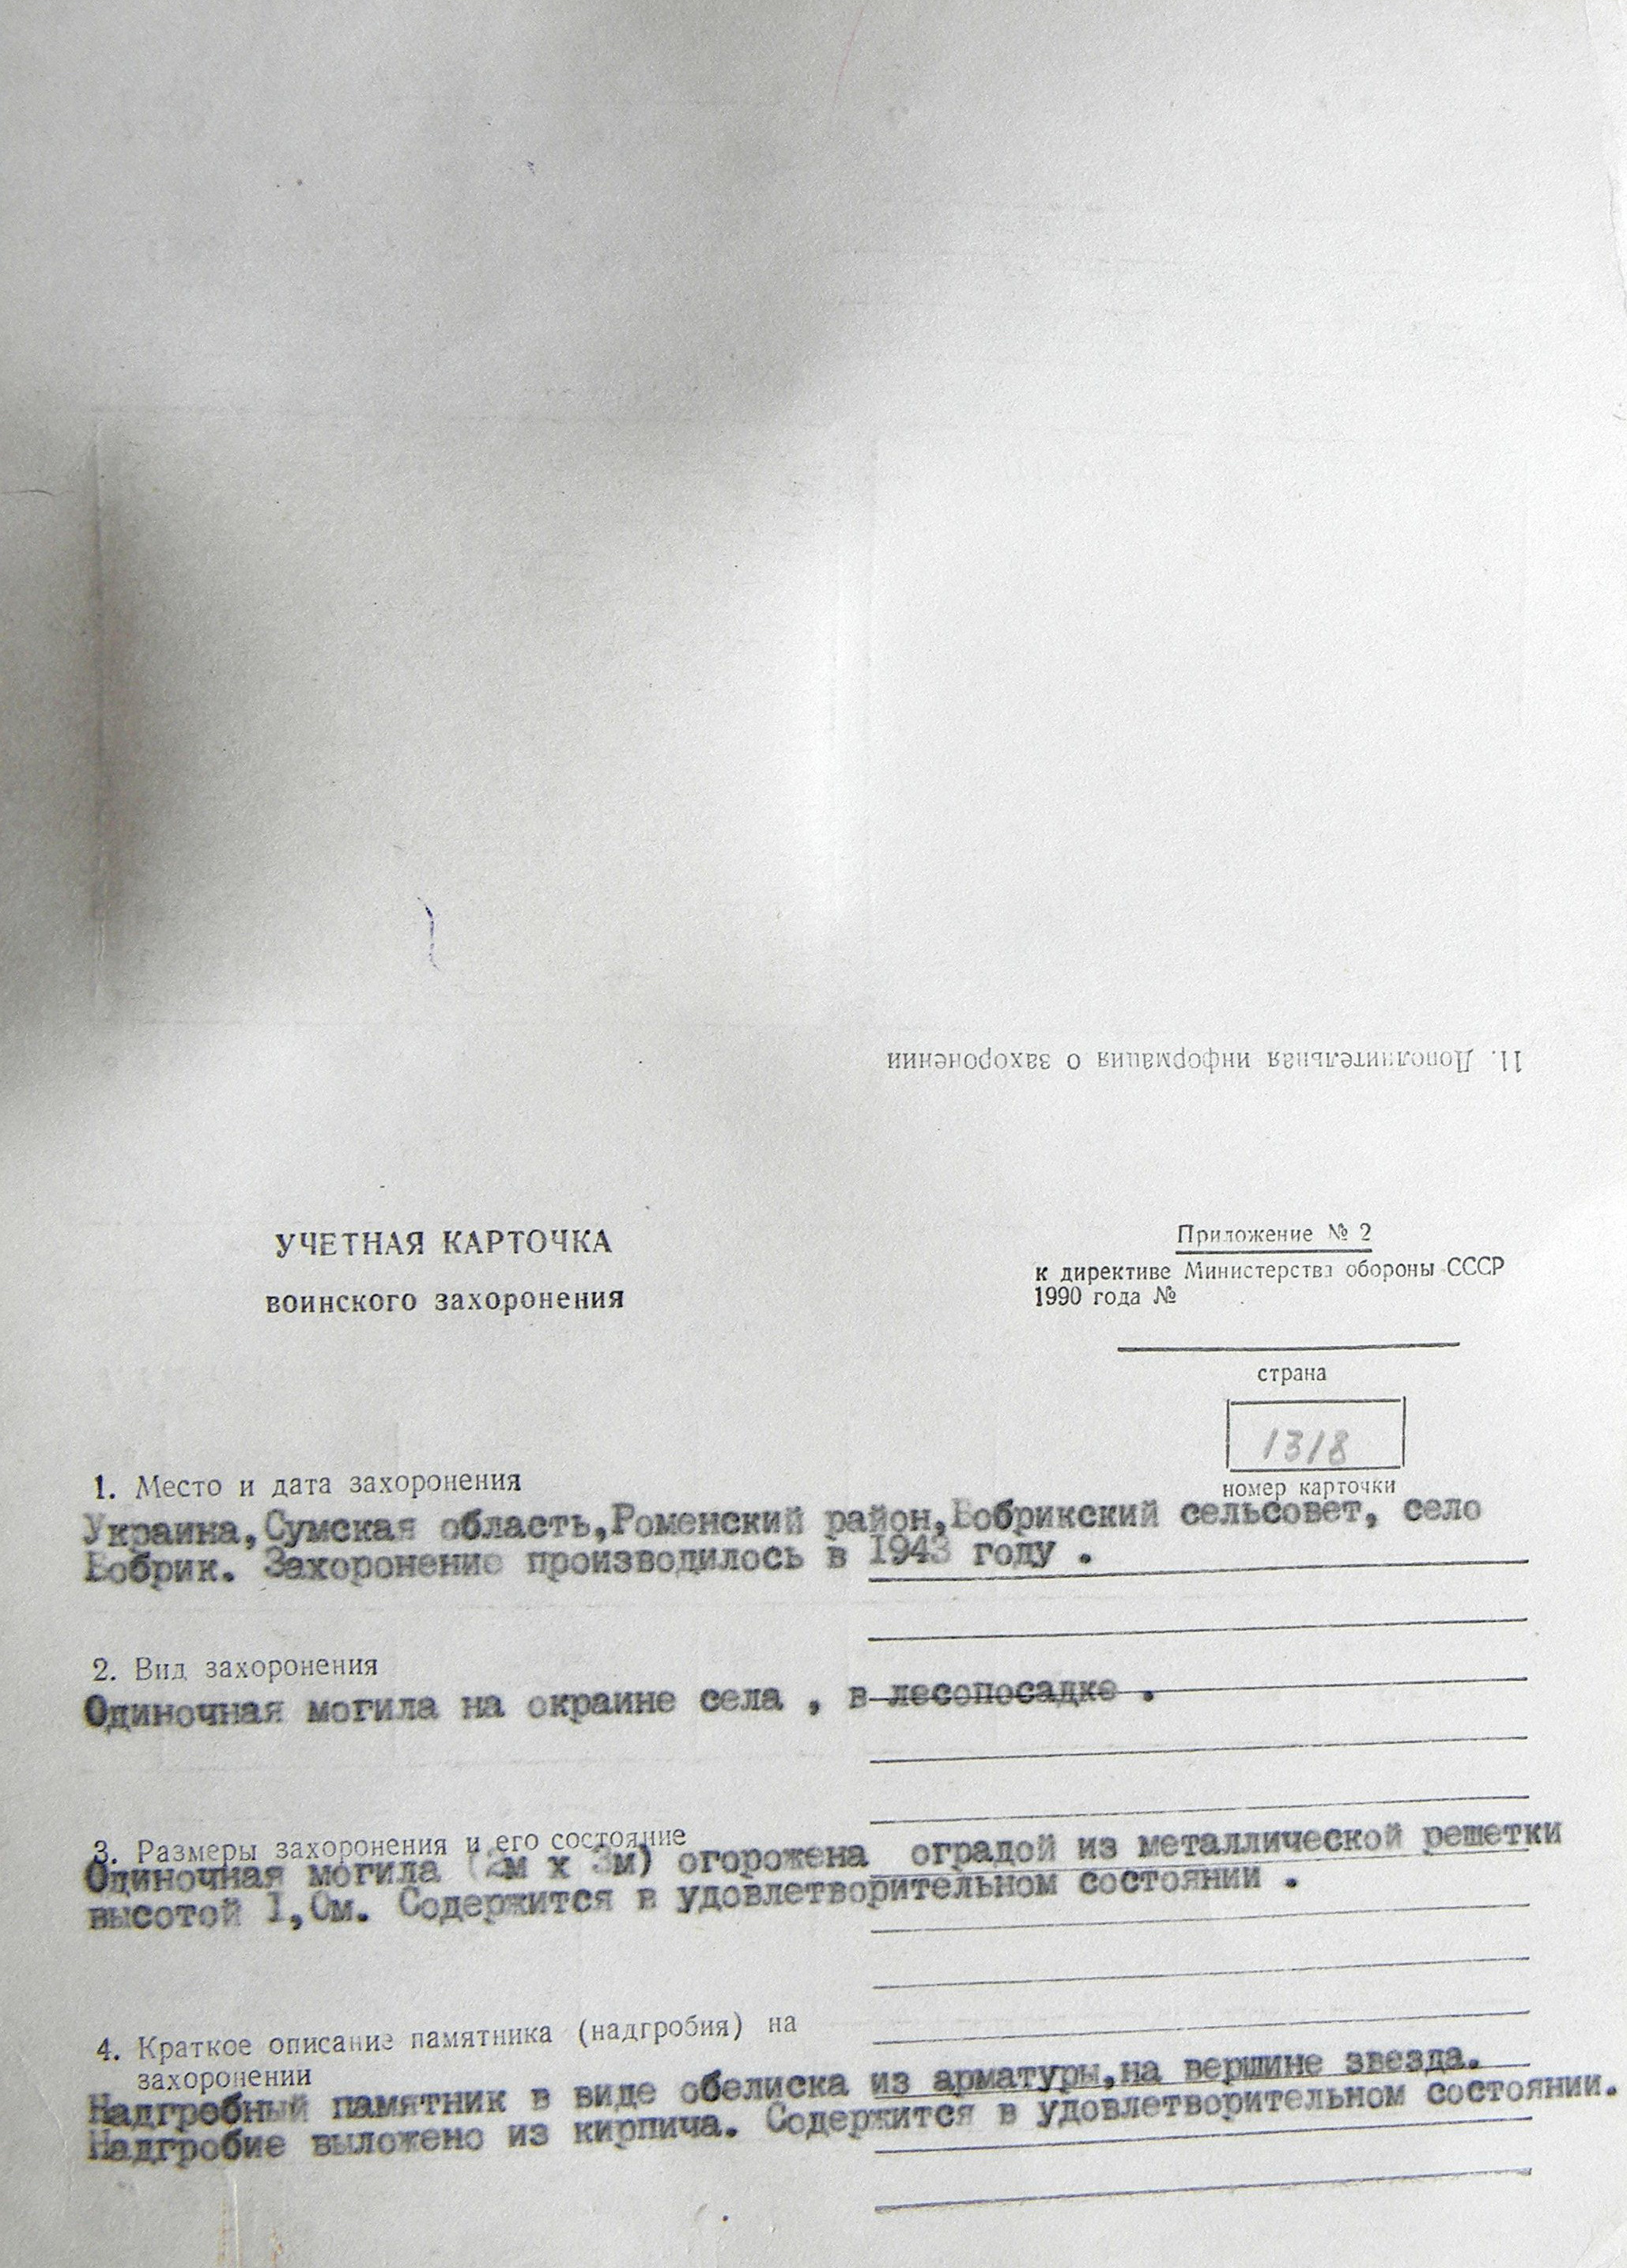 11. Дополнительная информация о захоронении
УЧЕТНАЯ КАРТОЧКА
воинского захоронения
Приложение № 2
к директиве Министерства обороны СССР
1990 года №
страна
1318
номер карточки
1. Место и дата захоронения
Украина,Сумская область,Роменский район,Бобрикский сельсовет, село
Бобрик. Захоронение производилось в 1943 году .
2. Вид захоронения
Одиночная могила на окраине села , в лесопосадке .
3. Размеры захоронения и его состояние
Одиночная могила (2м х 3м) огорожена оградой из металлической решетки
высотой 1,0м. Содержится в удовлетворительном состоянии .
4. Краткое описание памятника (надгробия) на
захоронении
Надгробный памятник в виде обелиска из арматуры,на вершине звезда.
Надгробие выложено из кирпича. Содержится в удовлетворительном состоянии.